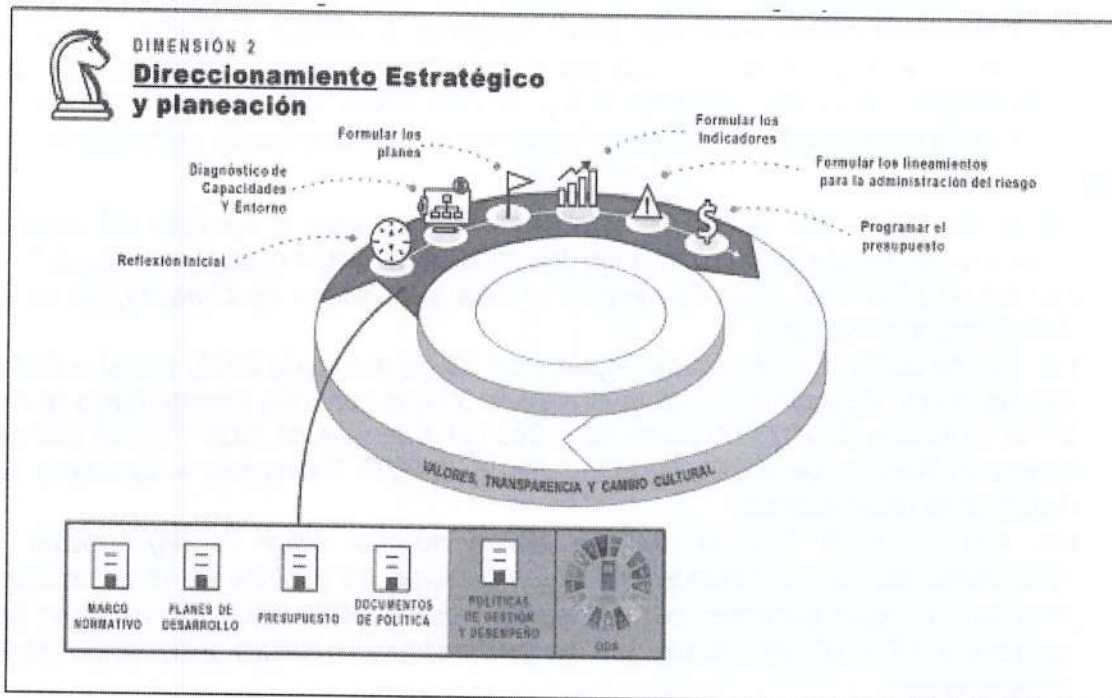 DIMENSIÓN 2
Direccionamiento Estratégico
y planeación
Reflexión Inicial
Diagnóstico de
Capacidades
Y Entorno
Formular los
planes
Formular los
Indicadores
Formular los lineamientos
para la administración del riesgo
Programar el
presupuesto
VALORES, TRANSPARENCIA Y CAMBIO CULTURAL
MARCO
NORMATIVO
PLANES DE
DESARROLLO
PRESUPUESTO
DOCUMENTOS
DE POLÍTICA
POLÍTICAS
DE GESTIÓN
Y DESEMPEÑO
ODS